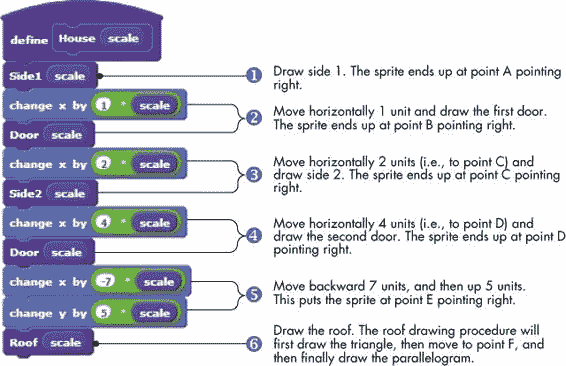 define House scale
Side1 scale
1 Draw side 1. The sprite ends up at point A pointing
right.
change x by 1 * scale
2 Move horizontally 1 unit and draw the first door.
The sprite ends up at point B pointing right.
Door scale
change x by 2 * scale
3 Move horizontally 2 units (i.e., to point C) and
draw side 2. The sprite ends up at point C pointing
right.
Side2 scale
change x by 4 * scale
4 Move horizontally 4 units (i.e., to point D) and
draw the second door. The sprite ends up at point D
pointing right.
Door scale
change x by -7 * scale
5 Move backward 7 units, and then up 5 units.
This puts the sprite at point E pointing right.
change y by 5 * scale
Roof scale
6 Draw the roof. The roof drawing procedure will
first draw the triangle, then move to point F, and
then finally draw the parallelogram.